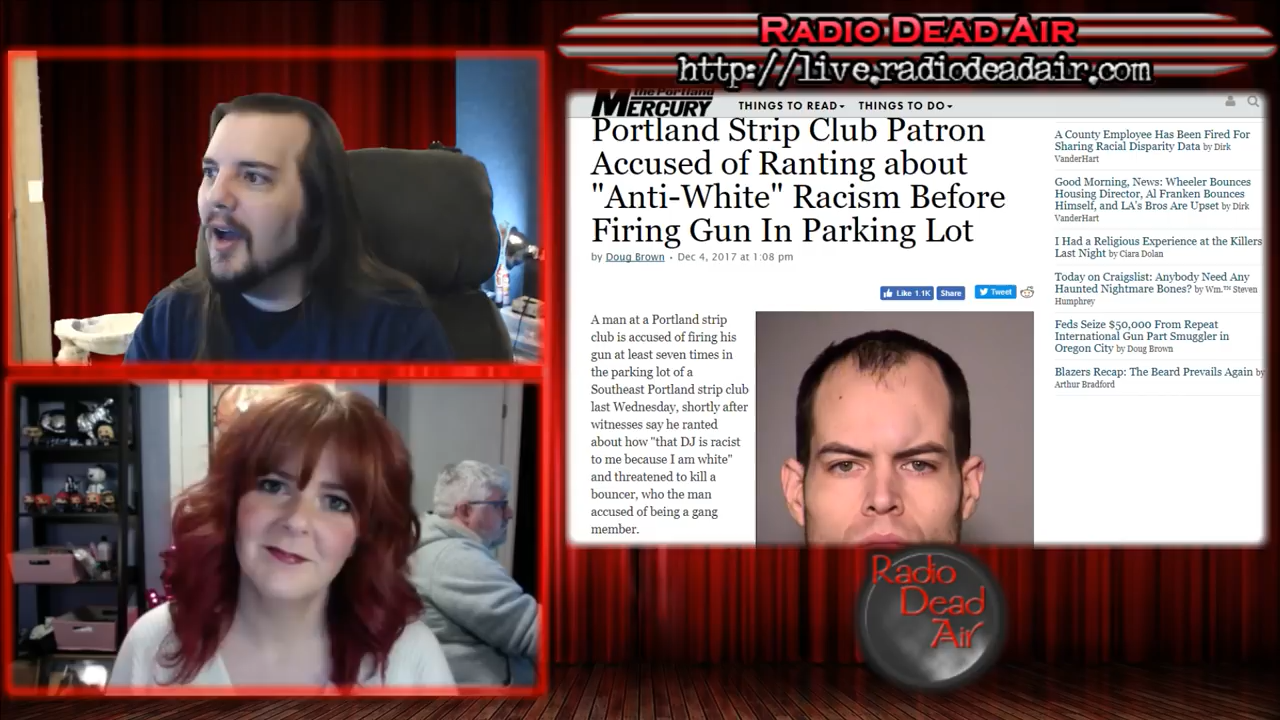 RADIO DEAD AIR
http://live.radiodeadair.com
the Portland
MERCURY
THINGS TO READ
THINGS TO DO
Portland Strip Club Patron
Accused of Ranting about
"Anti-White" Racism Before
Firing Gun In Parking Lot
by Doug Brown • Dec 4, 2017 at 1:08 pm
Like 1.1K
Share
Tweet
A man at a Portland strip
club is accused of firing his
gun at least seven times in
the parking lot of a
Southeast Portland strip club
last Wednesday, shortly after
witnesses say he ranted
about how "that DJ is racist
to me because I am white"
and threatened to kill a
bouncer, who the man
accused of being a gang
member.
A County Employee Has Been Fired For
Sharing Racial Disparity Data by Dirk
VanderHart
Good Morning, News: Wheeler Bounces
Housing Director, Al Franken Bounces
Himself, and LA's Bros Are Upset by Dirk
VanderHart
I Had a Religious Experience at the Killers
Last Night by Ciara Dolan
Today on Craigslist: Anybody Need Any
Haunted Nightmare Bones? by Wm.™ Steven
Humphrey
Feds Seize $50,000 From Repeat
International Gun Part Smuggler in
Oregon City by Doug Brown
Blazers Recap: The Beard Prevails Again by
Arthur Bradford
Radio
Dead
Air